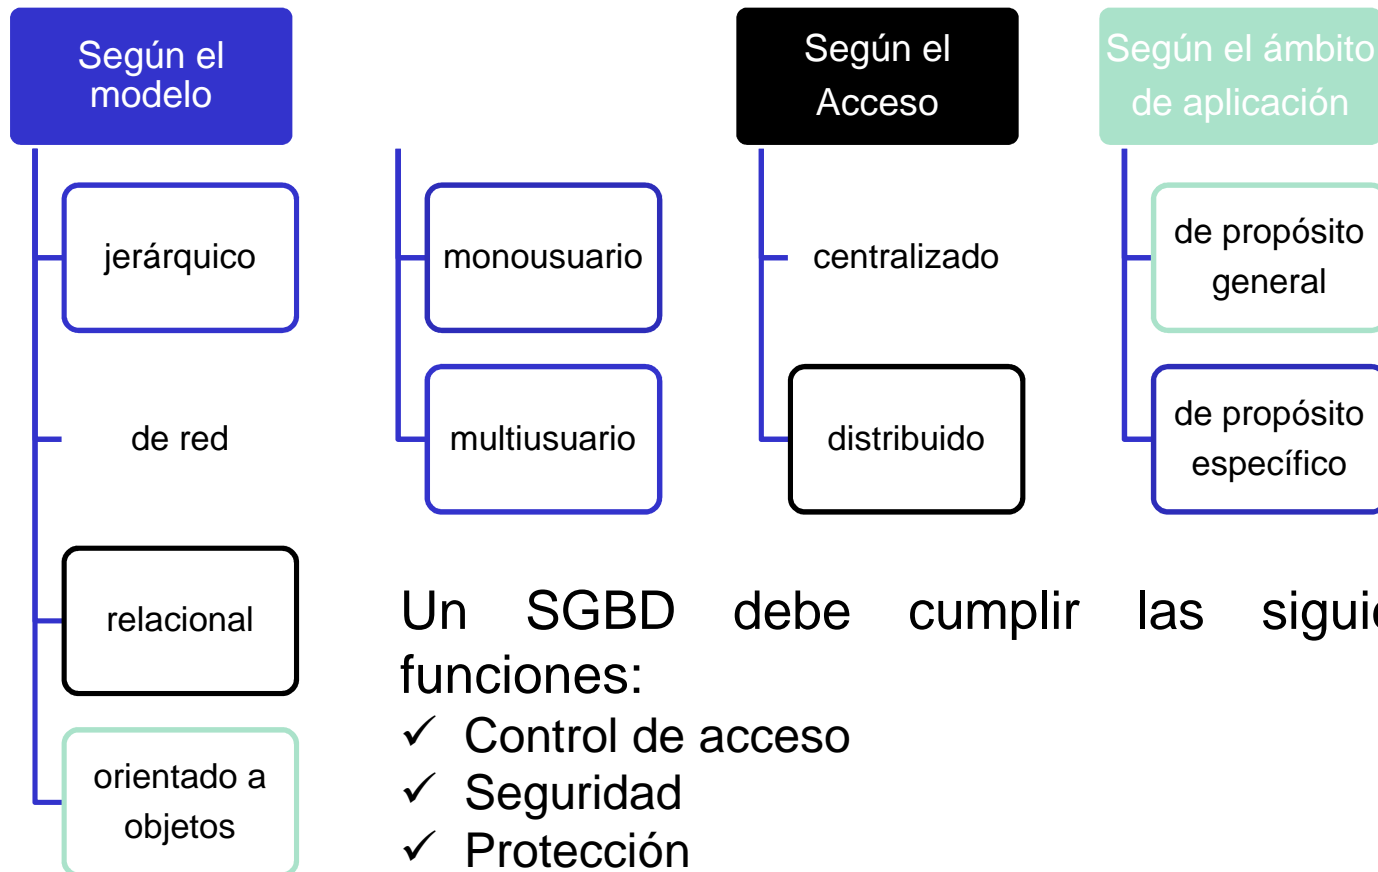 Según el
modelo
jerárquico
de red
relacional
orientado a
objetos
monousuario
multiusuario
Según el
Acceso
centralizado
distribuido
Según el ámbito
de aplicación
de propósito
general
de propósito
específico
Un SGBD debe cumplir las
funciones:
✓ Control de acceso
✓ Seguridad
✓ Protección